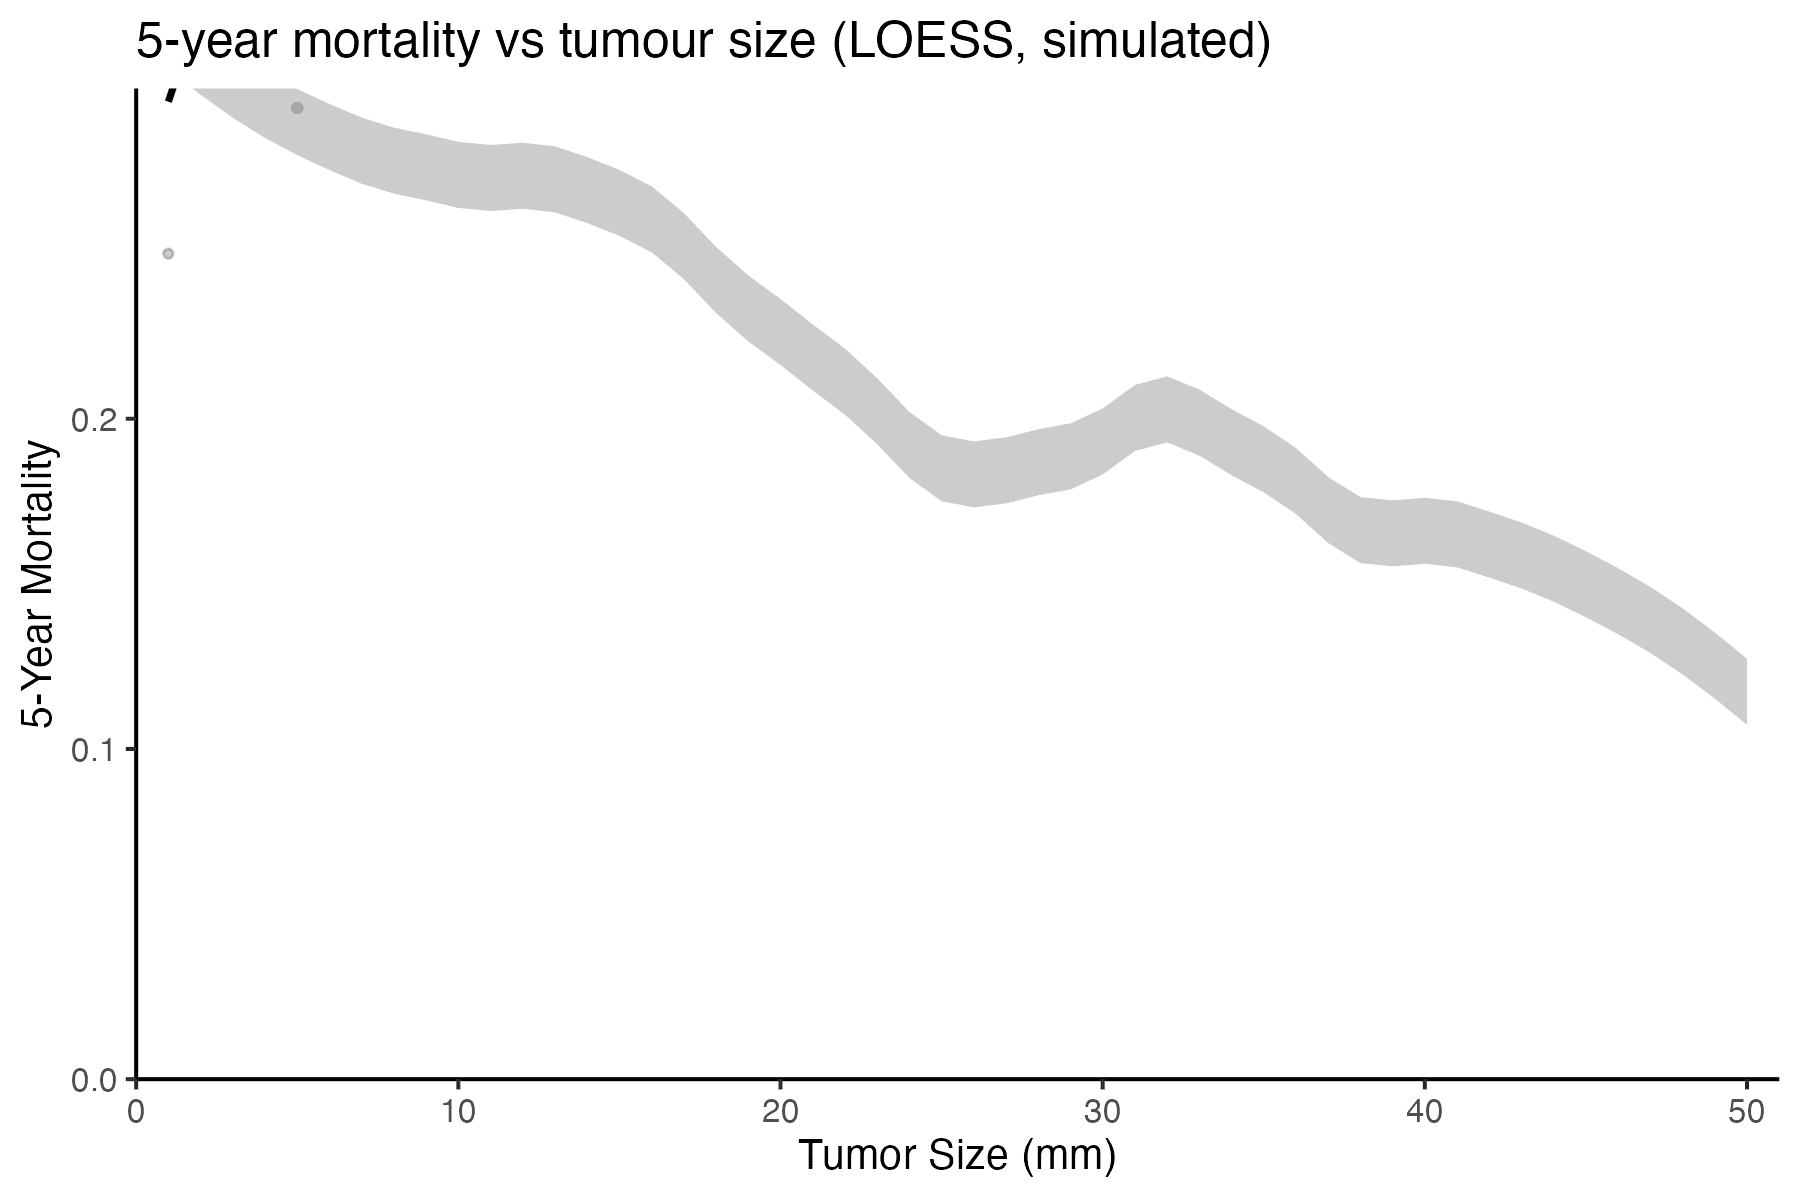 5-year mortality vs tumour size (LOESS, simulated)
5-Year Mortality
0.2
0.1
0.0
0 10 20 30 40 50
Tumor Size (mm)